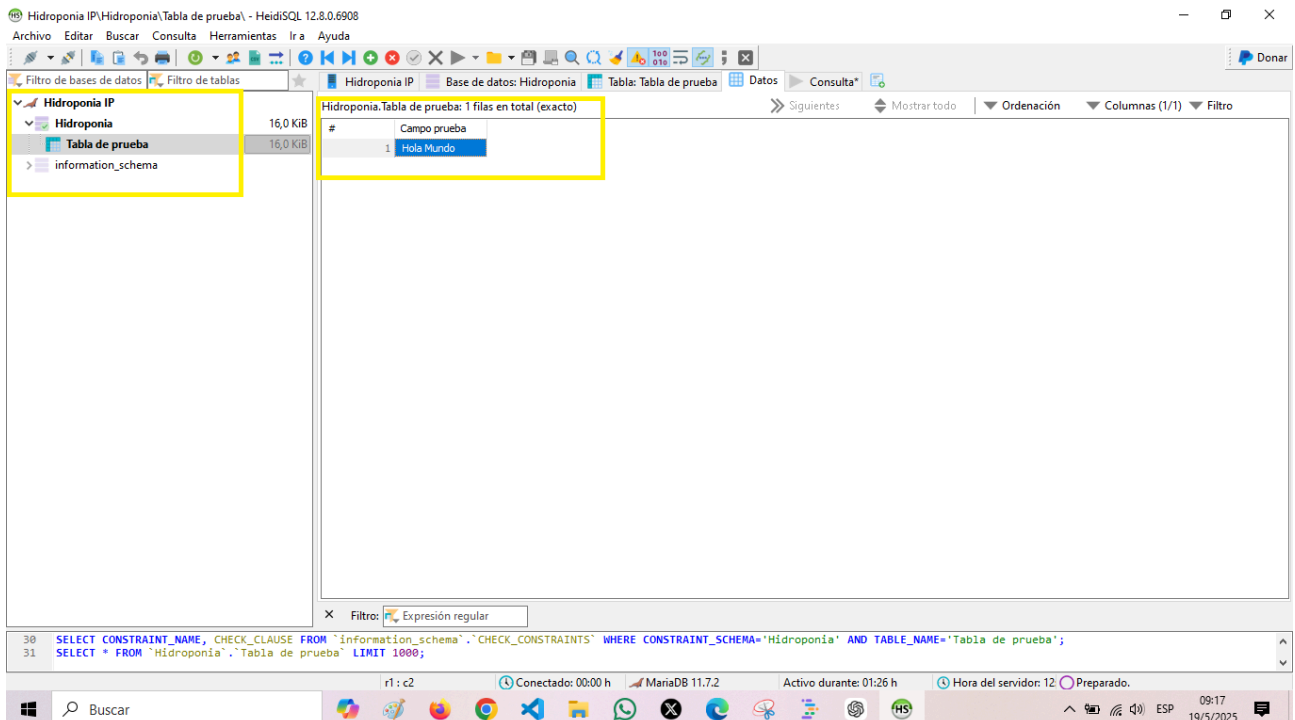 Hidroponia IP\Hidroponia\Tabla de prueba\ - HeidiSQL 12.8.0.6908
Archivo Editar Buscar Consulta Herramientas Ir a Ayuda
Donar
Filtro de bases de datos Filtro de tablas
Hidroponia IP Base de datos: Hidroponia Tabla: Tabla de prueba Datos Consulta*
Hidroponia IP
Hidroponia 16,0 KiB
Tabla de prueba 16,0 KiB
information_schema
Hidroponia.Tabla de prueba: 1 filas en total (exacto) Siguientes Mostrar todo Ordenación Columnas (1/1) Filtro
# Campo prueba
1 Hola Mundo
Filtro: Expresión regular
30 SELECT CONSTRAINT_NAME, CHECK_CLAUSE FROM `information_schema`.`CHECK_CONSTRAINTS` WHERE CONSTRAINT_SCHEMA='Hidroponia' AND TABLE_NAME='Tabla de prueba';
31 SELECT * FROM `Hidroponia`.`Tabla de prueba` LIMIT 1000;
r1 : c2 Conectado: 00:00 h MariaDB 11.7.2 Activo durante: 01:26 h Hora del servidor: 12 Preparado.
Buscar
HS
ESP
09:17
19/5/2025